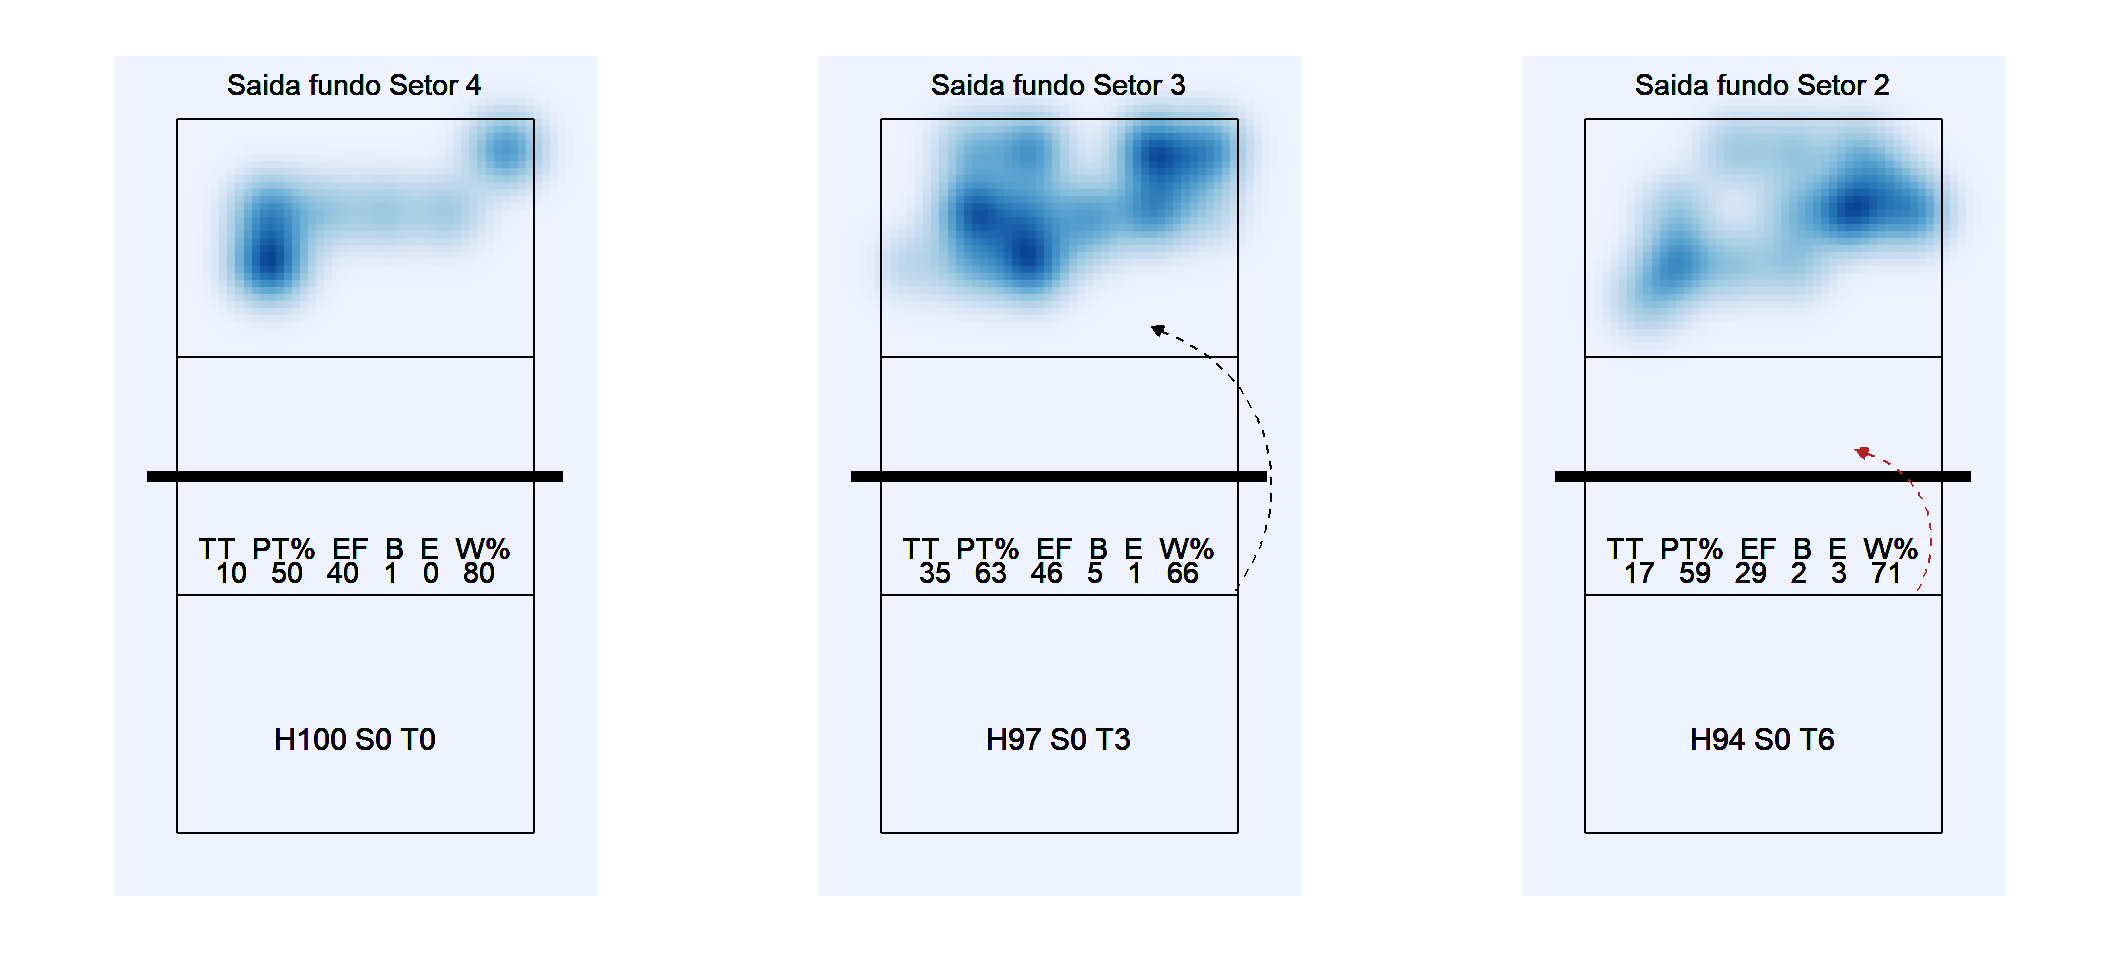 Saida fundo Setor 4
TT PT% EF B E W%
10 50 40 1 0 80
H100 S0 T0
Saida fundo Setor 3
TT PT% EF B E W%
35 63 46 5 1 66
H97 S0 T3
Saida fundo Setor 2
TT PT% EF B E W%
17 59 29 2 3 71
H94 S0 T6